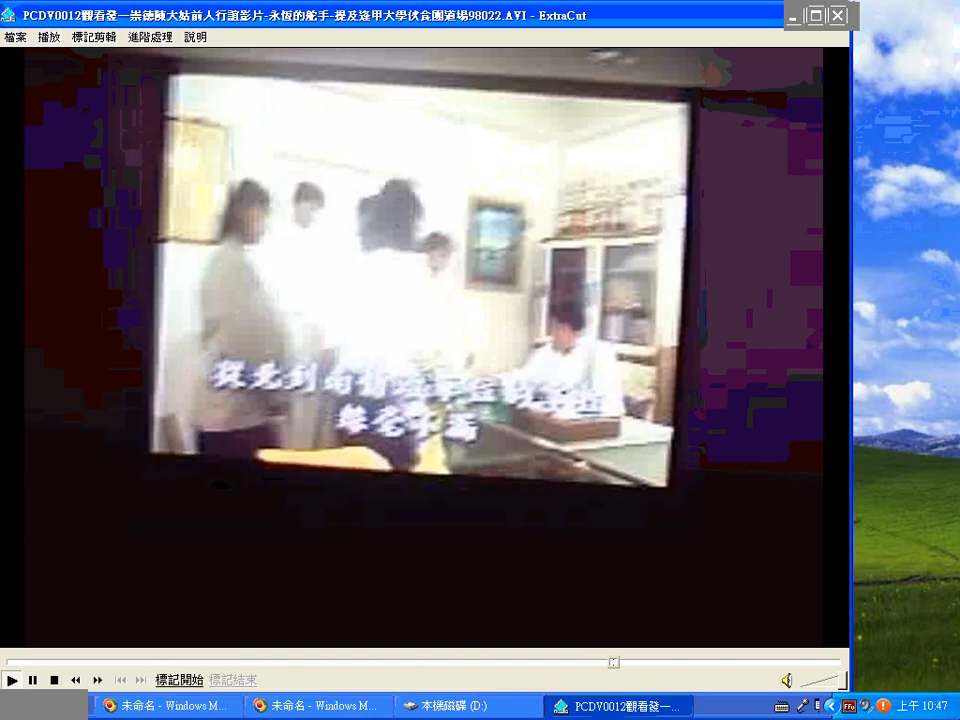 PCDV0012觀看發一崇德陳大姑前人行誼影片-永恆的舵手-提及逢甲大學伙食團道場98022.AVI - ExtraCut
檔案 播放 標記剪輯 進階處理 說明
標記開始 標記結束
未命名 - Windows M...
未命名 - Windows M...
本機磁碟 (D:)
PCDV0012觀看發一...
上午 10:47